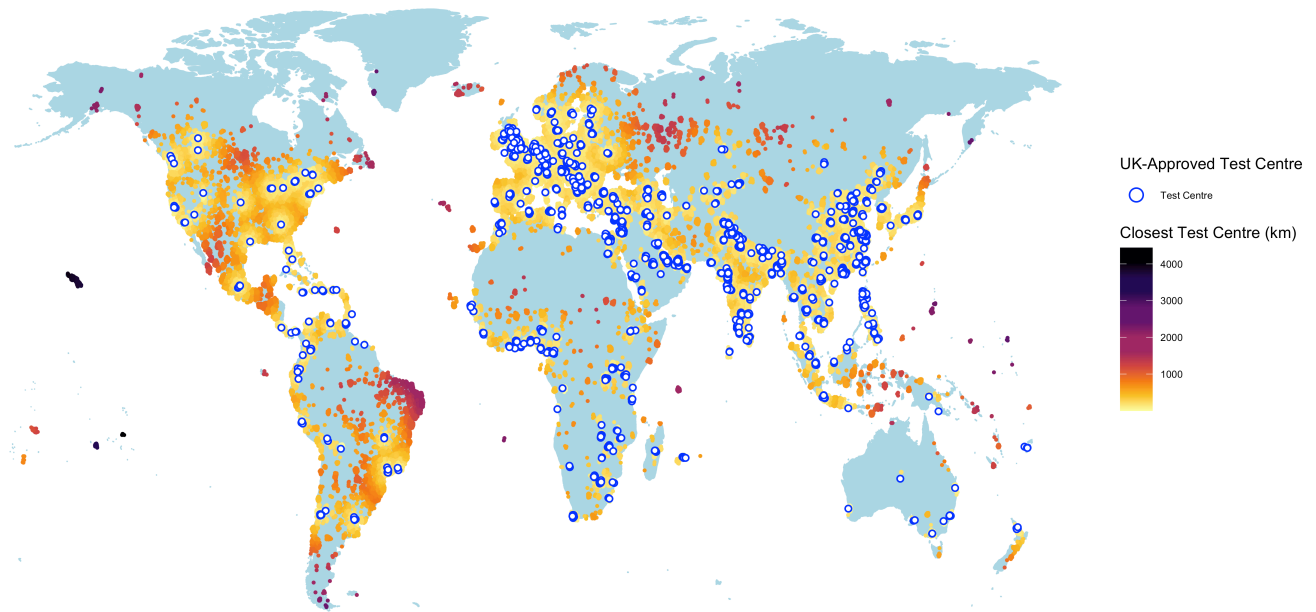 UK-Approved Test Centre
Test Centre
Closest Test Centre (km)
4000
3000
2000
1000